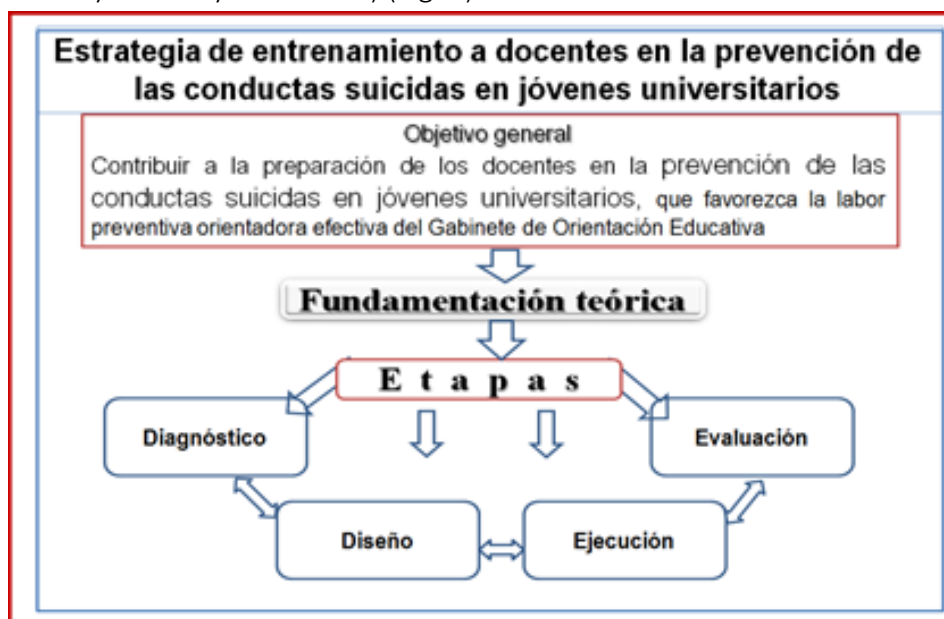 Estrategia de entrenamiento a docentes en la prevención de
las conductas suicidas en jóvenes universitarios
Objetivo general
Contribuir a la preparación de los docentes en la prevención de las
conductas suicidas en jóvenes universitarios, que favorezca la labor
preventiva orientadora efectiva del Gabinete de Orientación Educativa
Fundamentación teórica
E t a p a s
Diagnóstico
Evaluación
Diseño
Ejecución